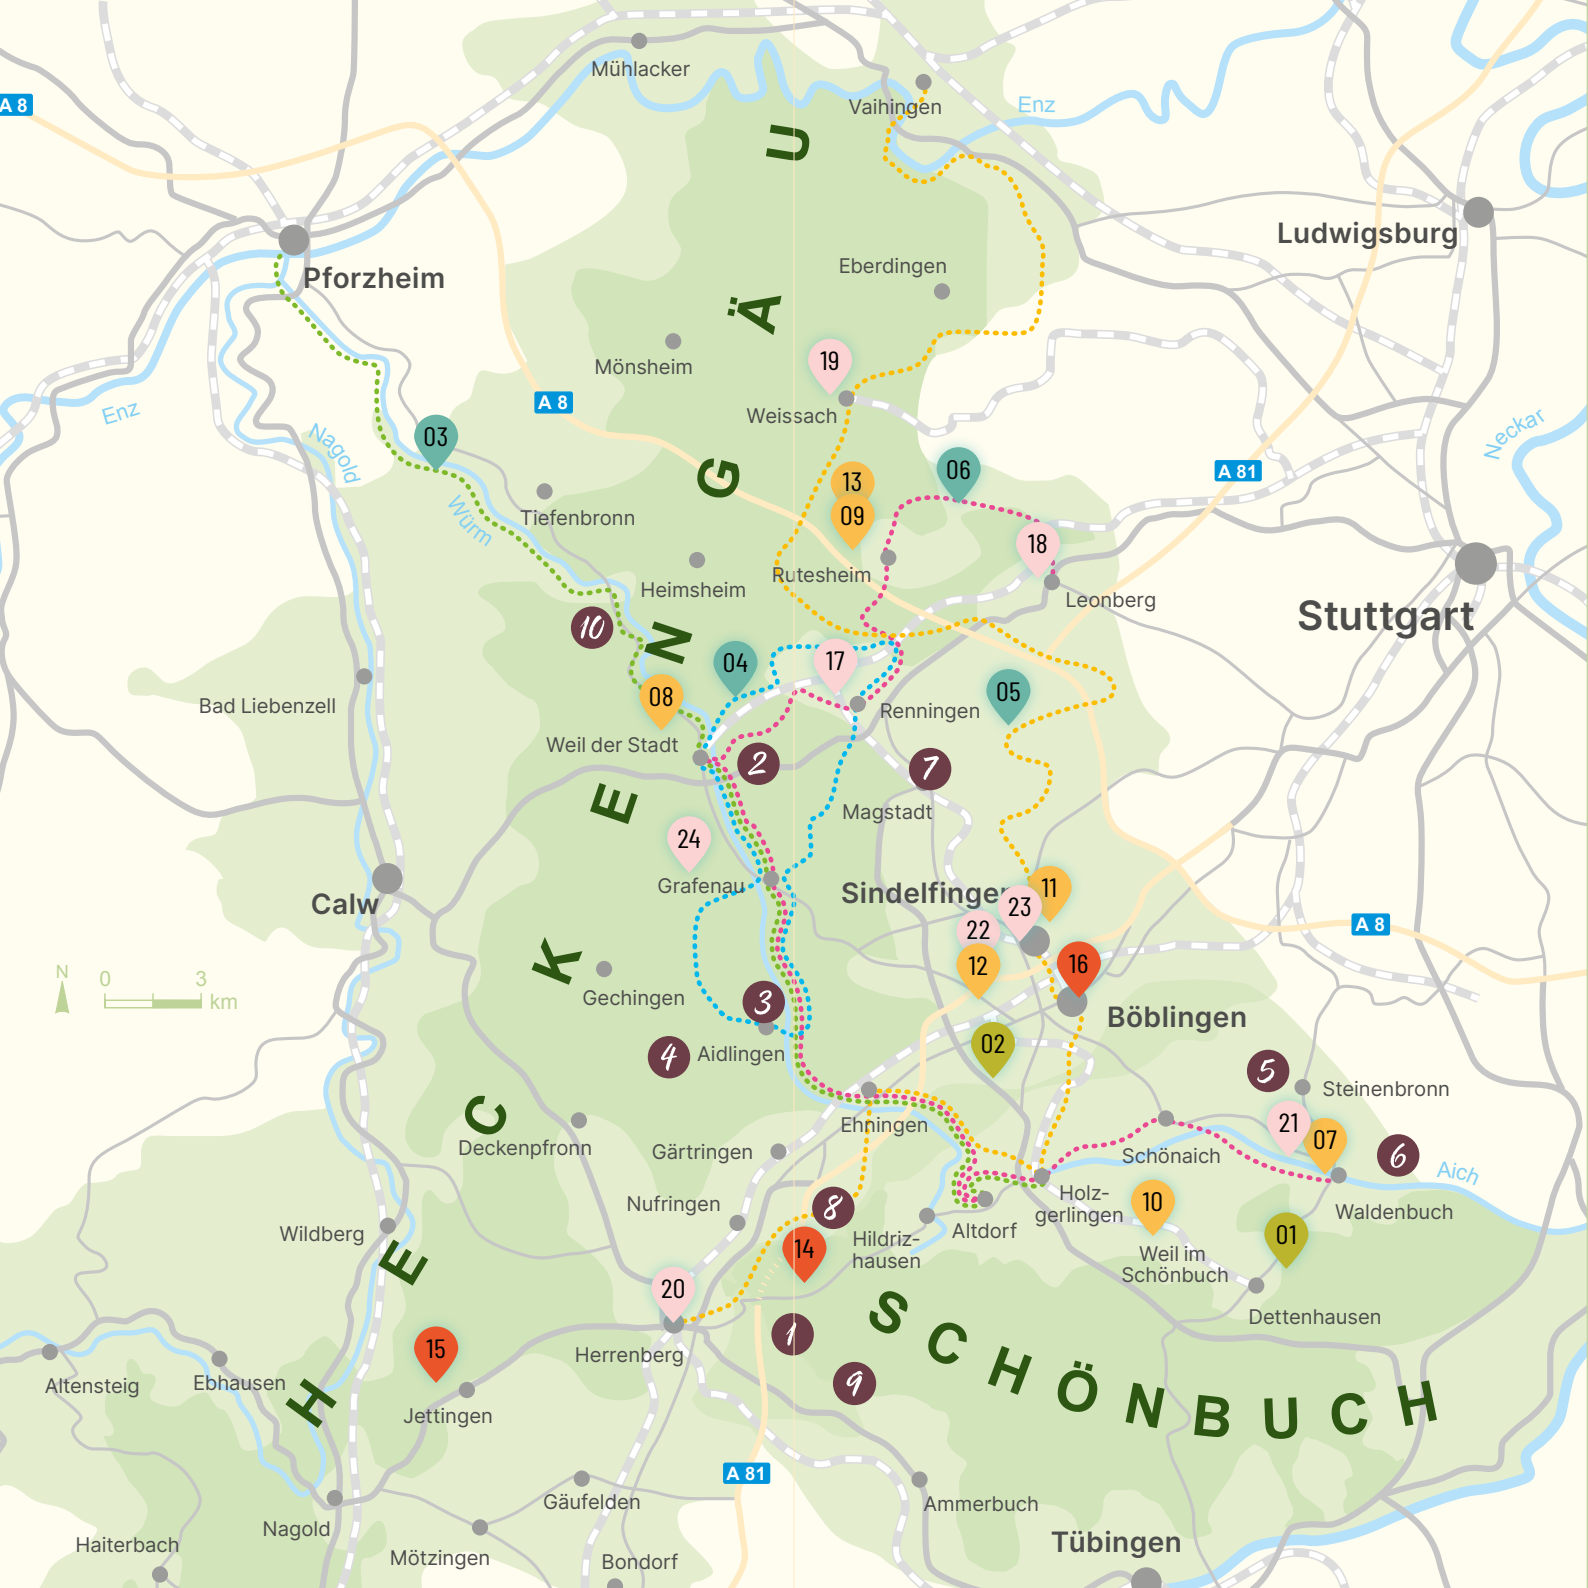 Mühlacker
Vaihingen
Enz
A 8
U
Ludwigsburg
Pforzheim
Eberdingen
Ä
Mönsheim
19
Weissach
A 8
Enz
Nagold
03
Neckar
G
13
06
A 81
09
Tiefenbronn
Würm
18
Rutesheim
Heimsheim
Leonberg
Stuttgart
10
N
04
17
05
08
Bad Liebenzell
Renningen
Weil der Stadt
2
7
E
Magstadt
24
Grafenau
Calw
Sindelfingen
11
23
22
A 8
K
12
16
N
0 3
km
Gechingen
3
Böblingen
02
4
Aidlingen
5
Steinenbronn
C
Ehningen
21
07
Deckenpfronn
Gärtringen
Schönaich
6
Aich
Nufringen
8
Holz-
gerlingen
10
Waldenbuch
Wildberg
Hildriz-
hausen
Altdorf
01
14
Weil im
Schönbuch
E
20
Dettenhausen
1
15
Herrenberg
SCHÖNBUCH
9
Altensteig
Ebhausen
H
Jettingen
A 81
Gäufelden
Ammerbuch
Nagold
Haiterbach
Mötzingen
Bondorf
Tübingen